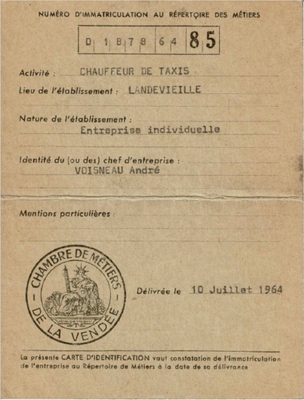 NUMÉRO D'IMMATRICULATION AU RÉPERTOIRE DES MÉTIERS
0 1878 64 85
Activité : CHAUFFEUR DE TAXIS
Lieu de l'établissement : LANDEVIEILLE
Nature de l'établissement :
Entreprise individuelle
Identité du (ou des) chef d'entreprise :
VOISNEAU André
Mentions particulières :
CHAMBRE DE MÉTIERS
DE LA VENDÉE
Délivrée le 10 Juillet 1964
La présente CARTE D'IDENTIFICATION vaut constatation de l'immatriculation
de l'entreprise au Répertoire de Métiers à la date de sa délivrance